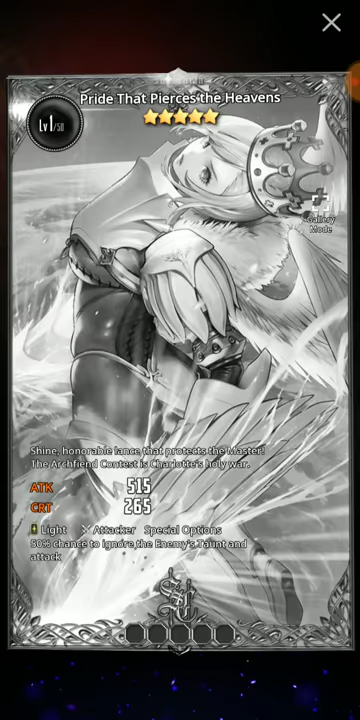 Pride That Pierces the Heavens
Lv1/50
Gallery
Mode
Shine, honorable lance that protects the Master!
The Archfiend Contest is Charlotte's holy war.
ATK 515
CRT 265
Light Attacker Special Options
50% chance to ignore the Enemy's Taunt and
attack